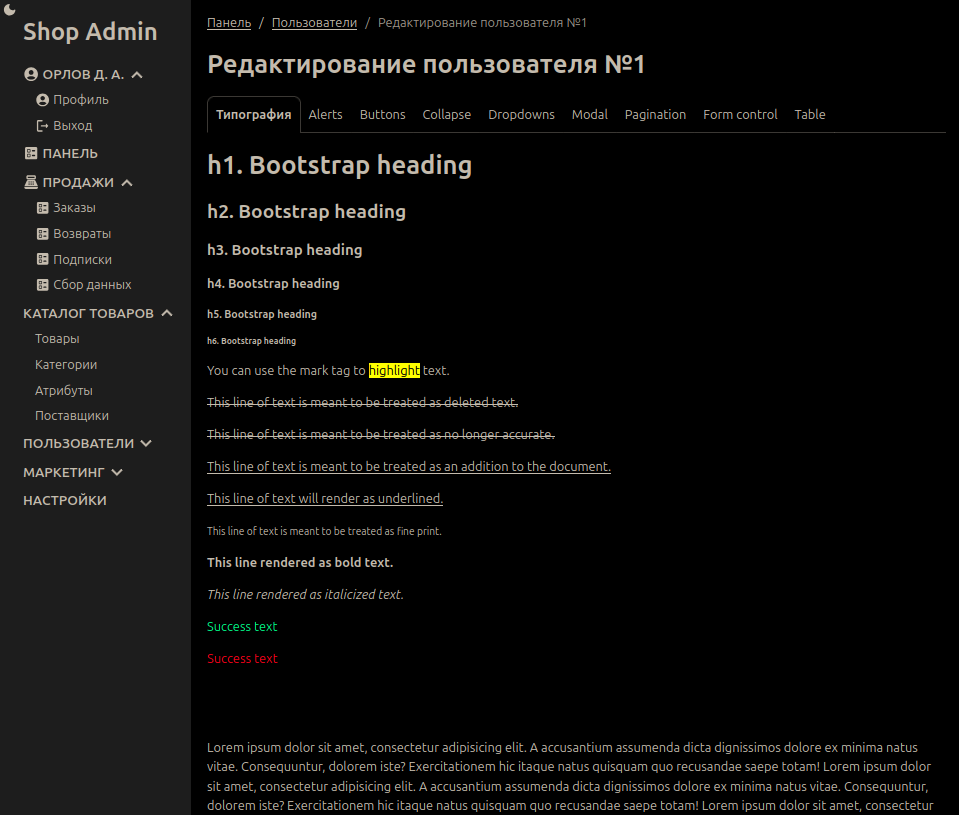 Shop Admin
ОРЛОВ Д. А.
Профиль
Выход
ПАНЕЛЬ
ПРОДАЖИ
Заказы
Возвраты
Подписки
Сбор данных
КАТАЛОГ ТОВАРОВ
Товары
Категории
Атрибуты
Поставщики
ПОЛЬЗОВАТЕЛИ
МАРКЕТИНГ
НАСТРОЙКИ
Панель / Пользователи / Редактирование пользователя №1
Редактирование пользователя №1
Типография Alerts Buttons Collapse Dropdowns Modal Pagination Form control Table
h1. Bootstrap heading
h2. Bootstrap heading
h3. Bootstrap heading
h4. Bootstrap heading
h5. Bootstrap heading
h6. Bootstrap heading
You can use the mark tag to highlight text.
This line of text is meant to be treated as deleted text.
This line of text is meant to be treated as no longer accurate.
This line of text is meant to be treated as an addition to the document.
This line of text will render as underlined.
This line of text is meant to be treated as fine print.
This line rendered as bold text.
This line rendered as italicized text.
Success text
Success text
Lorem ipsum dolor sit amet, consectetur adipisicing elit. A accusantium assumenda dicta dignissimos dolore ex minima natus
vitae. Consequuntur, dolorem iste? Exercitationem hic itaque natus quisquam quo recusandae saepe totam! Lorem ipsum dolor
sit amet, consectetur adipisicing elit. A accusantium assumenda dicta dignissimos dolore ex minima natus vitae. Consequuntur,
dolorem iste? Exercitationem hic itaque natus quisquam quo recusandae saepe totam! Lorem ipsum dolor sit amet, consectetur